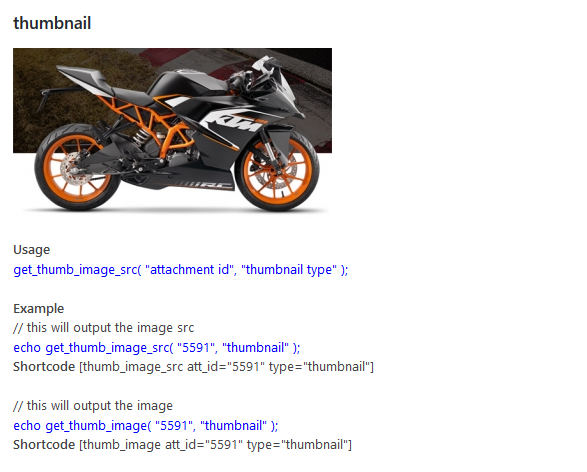 thumbnail
KTM
RC
Usage
get_thumb_image_src( "attachment id", "thumbnail type" );
Example
// this will output the image src
echo get_thumb_image_src( "5591", "thumbnail" );
Shortcode [thumb_image_src att_id="5591" type="thumbnail"]
// this will output the image
echo get_thumb_image( "5591", "thumbnail" );
Shortcode [thumb_image att_id="5591" type="thumbnail"]